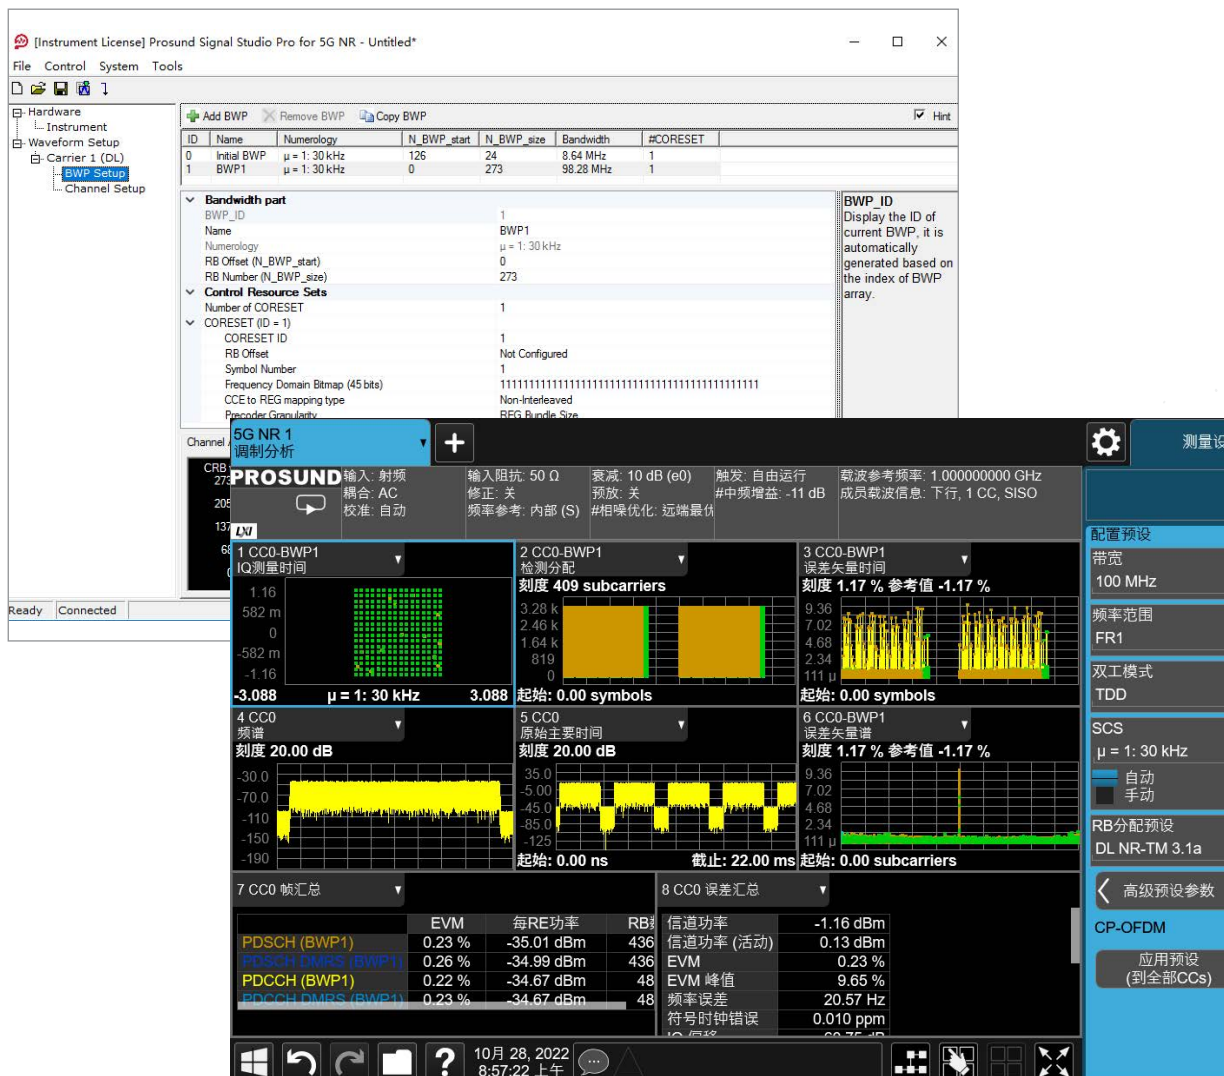 [Instrument License] Prosund Signal Studio Pro for 5G NR - Untitled*
File Control System Tools
Hardware
Instrument
Waveform Setup
Carrier 1 (DL)
BWP Setup
Channel Setup
Add BWP Remove BWP Copy BWP Hint
ID Name Numerology N_BWP_start N_BWP_size Bandwidth #CORESET
0 Initial BWP μ = 1: 30 kHz 126 24 8.64 MHz 1
1 BWP1 μ = 1: 30 kHz 0 273 98.28 MHz 1
Bandwidth part
BWP_ID 1
Name BWP1
Numerology μ = 1: 30 kHz
RB Offset (N_BWP_start) 0
RB Number (N_BWP_size) 273
Control Resource Sets
Number of CORESET 1
CORESET (ID = 1)
CORESET ID 1
RB Offset Not Configured
Symbol Number 1
Frequency Domain Bitmap (45 bits) 111111111111111111111111111111111111111111111
CCE to REG mapping type Non-Interleaved
Precoder Granularity REG Bundle Size
BWP_ID
Display the ID of
current BWP, it is
automatically
generated based on
the index of BWP
array.
Channel
CRB
273
205
137
68
Ready Connected
5G NR 1
调制分析
测量设
PROSUND
LXI
输入: 射频
耦合: AC
校准: 自动
输入阻抗: 50 Ω
修正: 关
频率参考: 内部 (S)
衰减: 10 dB (e0)
预放: 关
#相噪优化: 远端最优
触发: 自由运行
#中频增益: -11 dB
载波参考频率: 1.000000000 GHz
成员载波信息: 下行, 1 CC, SISO
1 CC0-BWP1
IQ测量时间
1.16
582 m
0
-582 m
-1.16
-3.088 μ = 1: 30 kHz 3.088
2 CC0-BWP1
检测分配
刻度 409 subcarriers
3.28 k
2.46 k
1.64 k
819
0
起始: 0.00 symbols
3 CC0-BWP1
误差矢量时间
刻度 1.17 % 参考值 -1.17 %
9.36
7.02
4.68
2.34
111 μ
起始: 0.00 symbols
4 CC0
频谱
刻度 20.00 dB
-30.0
-70.0
-110
-150
-190
5 CC0
原始主要时间
刻度 20.00 dB
35.0
-5.00
-45.0
-85.0
-125
起始: 0.00 ns 截止: 22.00 ms
6 CC0-BWP1
误差矢量谱
刻度 1.17 % 参考值 -1.17 %
9.36
7.02
4.68
2.34
111 μ
起始: 0.00 subcarriers
7 CC0 帧汇总
EVM 每RE功率 RB
PDSCH (BWP1) 0.23 % -35.01 dBm 436
PDSCH DMRS (BWP1) 0.26 % -34.99 dBm 436
PDCCH (BWP1) 0.22 % -34.67 dBm 48
PDCCH DMRS (BWP1) 0.23 % -34.67 dBm 48
8 CC0 误差汇总
信道功率 -1.16 dBm
信道功率 (活动) 0.13 dBm
EVM 0.23 %
EVM 峰值 9.65 %
频率误差 20.57 Hz
符号时钟错误 0.010 ppm
IQ 偏移 -60.75 dB
配置预设
带宽
100 MHz
频率范围
FR1
双工模式
TDD
SCS
μ = 1: 30 kHz
自动
手动
RB分配预设
DL NR-TM 3.1a
高级预设参数
CP-OFDM
应用预设
(到全部CCs)
10月 28, 2022
8:57:22 上午